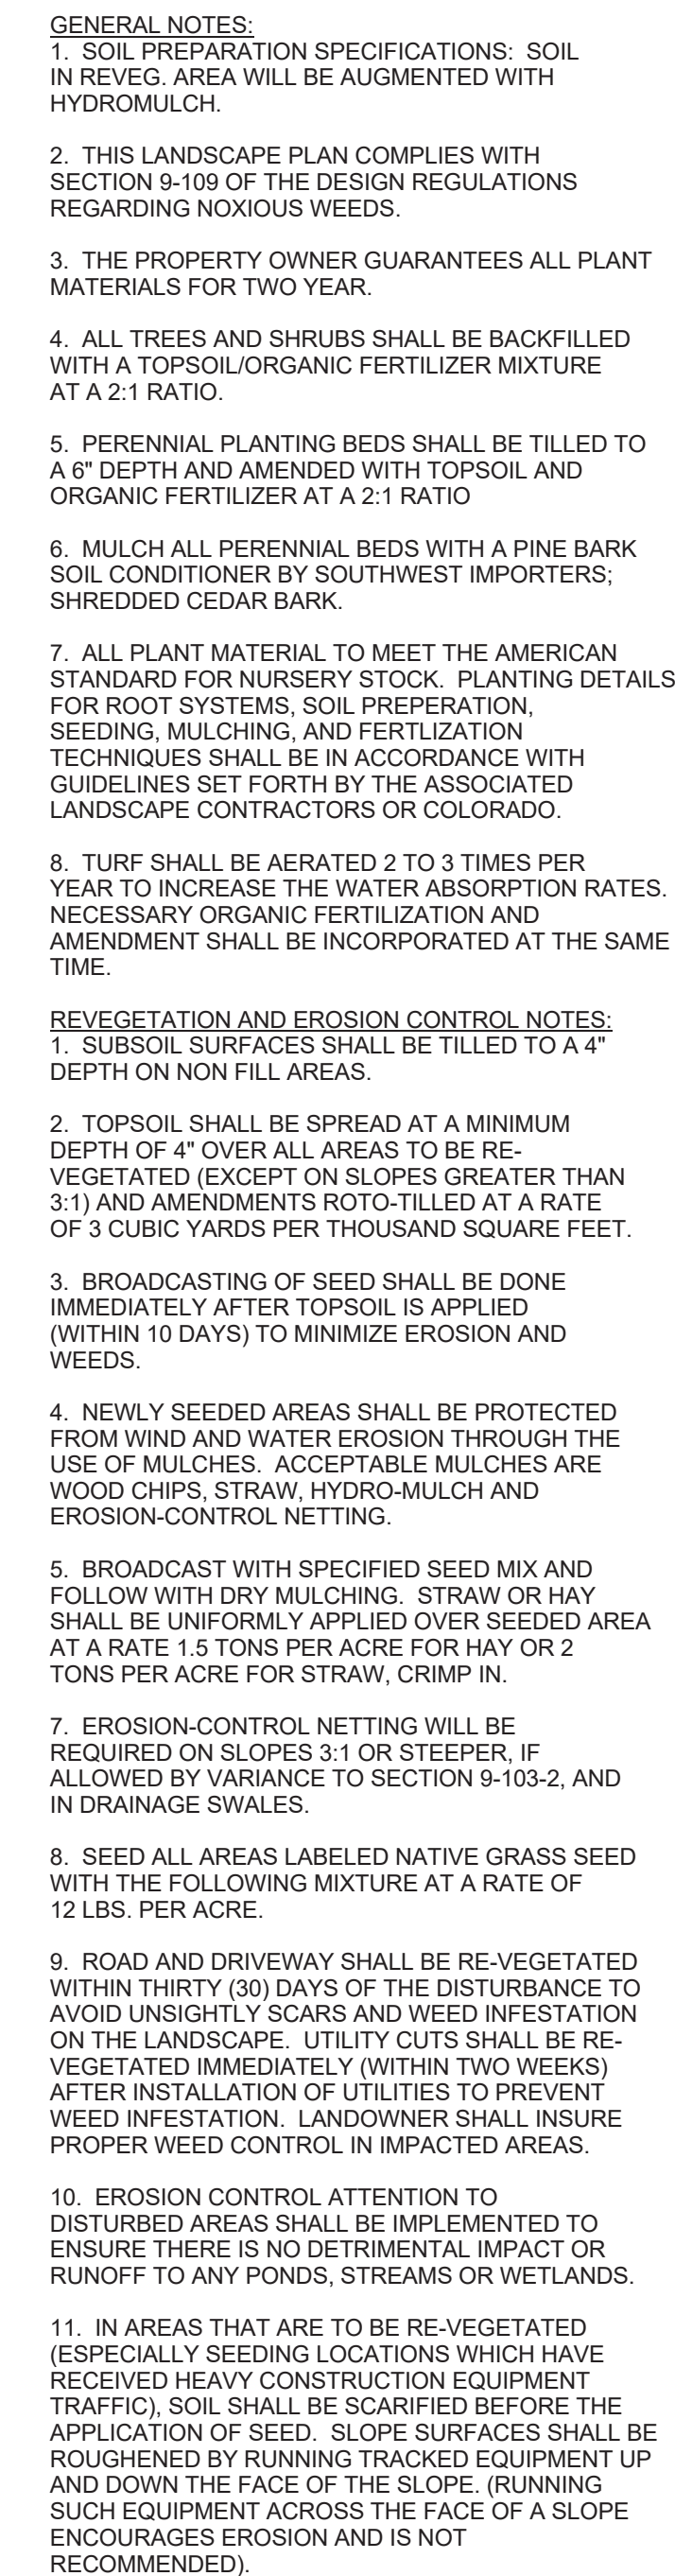 GENERAL NOTES:
1.  SOIL PREPARATION SPECIFICATIONS:  SOIL
IN REVEG. AREA WILL BE AUGMENTED WITH
HYDROMULCH.
2.  THIS LANDSCAPE PLAN COMPLIES WITH
SECTION 9-109 OF THE DESIGN REGULATIONS
REGARDING NOXIOUS WEEDS.
3.  THE PROPERTY OWNER GUARANTEES ALL PLANT
MATERIALS FOR TWO YEAR.
4.  ALL TREES AND SHRUBS SHALL BE BACKFILLED
WITH A TOPSOIL/ORGANIC FERTILIZER MIXTURE
AT A 2:1 RATIO.
5.  PERENNIAL PLANTING BEDS SHALL BE TILLED TO
A 6" DEPTH AND AMENDED WITH TOPSOIL AND
ORGANIC FERTILIZER AT A 2:1 RATIO
6.  MULCH ALL PERENNIAL BEDS WITH A PINE BARK
SOIL CONDITIONER BY SOUTHWEST IMPORTERS;
SHREDDED CEDAR BARK.
7.  ALL PLANT MATERIAL TO MEET THE AMERICAN
STANDARD FOR NURSERY STOCK.  PLANTING DETAILS
FOR ROOT SYSTEMS, SOIL PREPERATION,
SEEDING, MULCHING, AND FERTLIZATION
TECHNIQUES SHALL BE IN ACCORDANCE WITH
GUIDELINES SET FORTH BY THE ASSOCIATED
LANDSCAPE CONTRACTORS OR COLORADO.
8.  TURF SHALL BE AERATED 2 TO 3 TIMES PER
YEAR TO INCREASE THE WATER ABSORPTION RATES.
NECESSARY ORGANIC FERTILIZATION AND
AMENDMENT SHALL BE INCORPORATED AT THE SAME
TIME.
REVEGETATION AND EROSION CONTROL NOTES:
1.  SUBSOIL SURFACES SHALL BE TILLED TO A 4"
DEPTH ON NON FILL AREAS.
2.  TOPSOIL SHALL BE SPREAD AT A MINIMUM
DEPTH OF 4" OVER ALL AREAS TO BE RE-
VEGETATED (EXCEPT ON SLOPES GREATER THAN
3:1) AND AMENDMENTS ROTO-TILLED AT A RATE
OF 3 CUBIC YARDS PER THOUSAND SQUARE FEET.
3.  BROADCASTING OF SEED SHALL BE DONE
IMMEDIATELY AFTER TOPSOIL IS APPLIED
(WITHIN 10 DAYS) TO MINIMIZE EROSION AND
WEEDS.
4.  NEWLY SEEDED AREAS SHALL BE PROTECTED
FROM WIND AND WATER EROSION THROUGH THE
USE OF MULCHES.  ACCEPTABLE MULCHES ARE
WOOD CHIPS, STRAW, HYDRO-MULCH AND
EROSION-CONTROL NETTING.
5.  BROADCAST WITH SPECIFIED SEED MIX AND
FOLLOW WITH DRY MULCHING.  STRAW OR HAY
SHALL BE UNIFORMLY APPLIED OVER SEEDED AREA
AT A RATE 1.5 TONS PER ACRE FOR HAY OR 2
TONS PER ACRE FOR STRAW, CRIMP IN.
7.  EROSION-CONTROL NETTING WILL BE
REQUIRED ON SLOPES 3:1 OR STEEPER, IF
ALLOWED BY VARIANCE TO SECTION 9-103-2, AND
IN DRAINAGE SWALES.
8.  SEED ALL AREAS LABELED NATIVE GRASS SEED
WITH THE FOLLOWING MIXTURE AT A RATE OF
12 LBS. PER ACRE.
9.  ROAD AND DRIVEWAY SHALL BE RE-VEGETATED
WITHIN THIRTY (30) DAYS OF THE DISTURBANCE TO
AVOID UNSIGHTLY SCARS AND WEED INFESTATION
ON THE LANDSCAPE.  UTILITY CUTS SHALL BE RE-
VEGETATED IMMEDIATELY (WITHIN TWO WEEKS)
AFTER INSTALLATION OF UTILITIES TO PREVENT
WEED INFESTATION.  LANDOWNER SHALL INSURE
PROPER WEED CONTROL IN IMPACTED AREAS.
10.  EROSION CONTROL ATTENTION TO
DISTURBED AREAS SHALL BE IMPLEMENTED TO
ENSURE THERE IS NO DETRIMENTAL IMPACT OR
RUNOFF TO ANY PONDS, STREAMS OR WETLANDS.
11.  IN AREAS THAT ARE TO BE RE-VEGETATED
(ESPECIALLY SEEDING LOCATIONS WHICH HAVE
RECEIVED HEAVY CONSTRUCTION EQUIPMENT
TRAFFIC), SOIL SHALL BE SCARIFIED BEFORE THE
APPLICATION OF SEED.  SLOPE SURFACES SHALL BE
ROUGHENED BY RUNNING TRACKED EQUIPMENT UP
AND DOWN THE FACE OF THE SLOPE. (RUNNING
SUCH EQUIPMENT ACROSS THE FACE OF A SLOPE
ENCOURAGES EROSION AND IS NOT
RECOMMENDED).